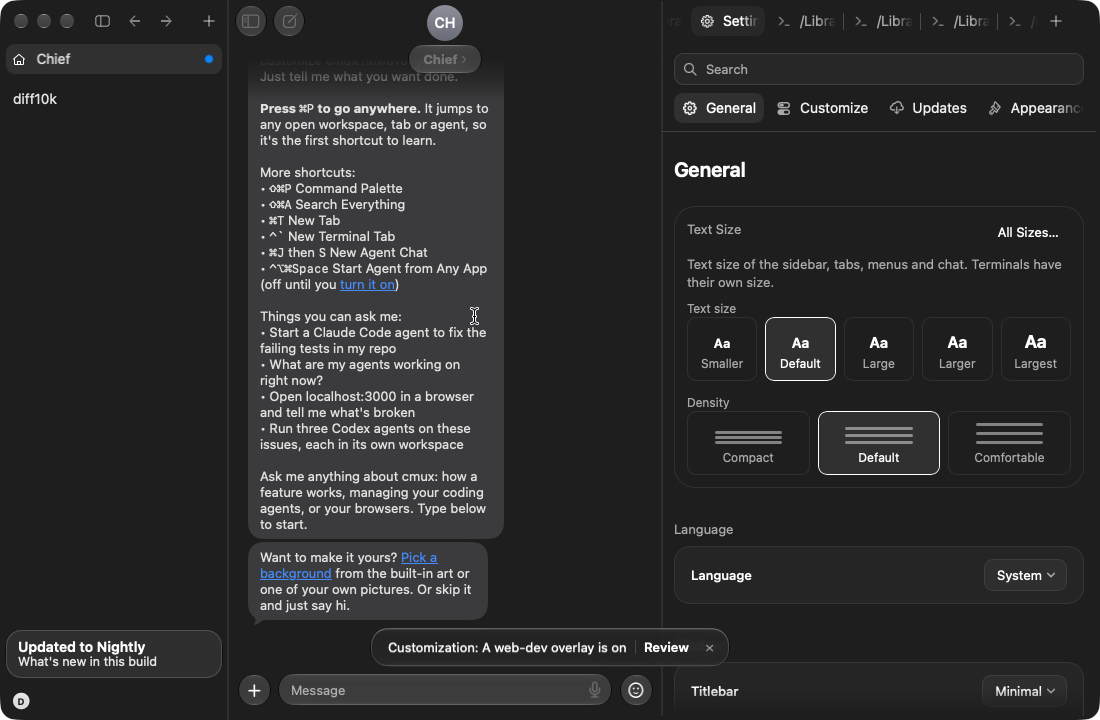 Chief
diff10k
Updated to Nightly
What's new in this build
D
CH
Chief
Just tell me what you want done.
Press ⌘P to go anywhere. It jumps to
any open workspace, tab or agent, so
it's the first shortcut to learn.
More shortcuts:
• ⇧⌘P Command Palette
• ⇧⌘A Search Everything
• ⌘T New Tab
• ^` New Terminal Tab
• ⌘J then S New Agent Chat
• ^⌥⌘Space Start Agent from Any App
(off until you turn it on)
Things you can ask me:
• Start a Claude Code agent to fix the
failing tests in my repo
• What are my agents working on
right now?
• Open localhost:3000 in a browser
and tell me what's broken
• Run three Codex agents on these
issues, each in its own workspace
Ask me anything about cmux: how a
feature works, managing your coding
agents, or your browsers. Type below
to start.
Want to make it yours? Pick a
background from the built-in art or
one of your own pictures. Or skip it
and just say hi.
Customization: A web-dev overlay is on Review
Message
Settin /Libra /Libra /Libra /
Search
General Customize Updates Appearanc
General
Text Size All Sizes...
Text size of the sidebar, tabs, menus and chat. Terminals have
their own size.
Text size
Aa Aa Aa Aa Aa
Smaller Default Large Larger Largest
Density
Compact Default Comfortable
Language
Language System
Titlebar Minimal